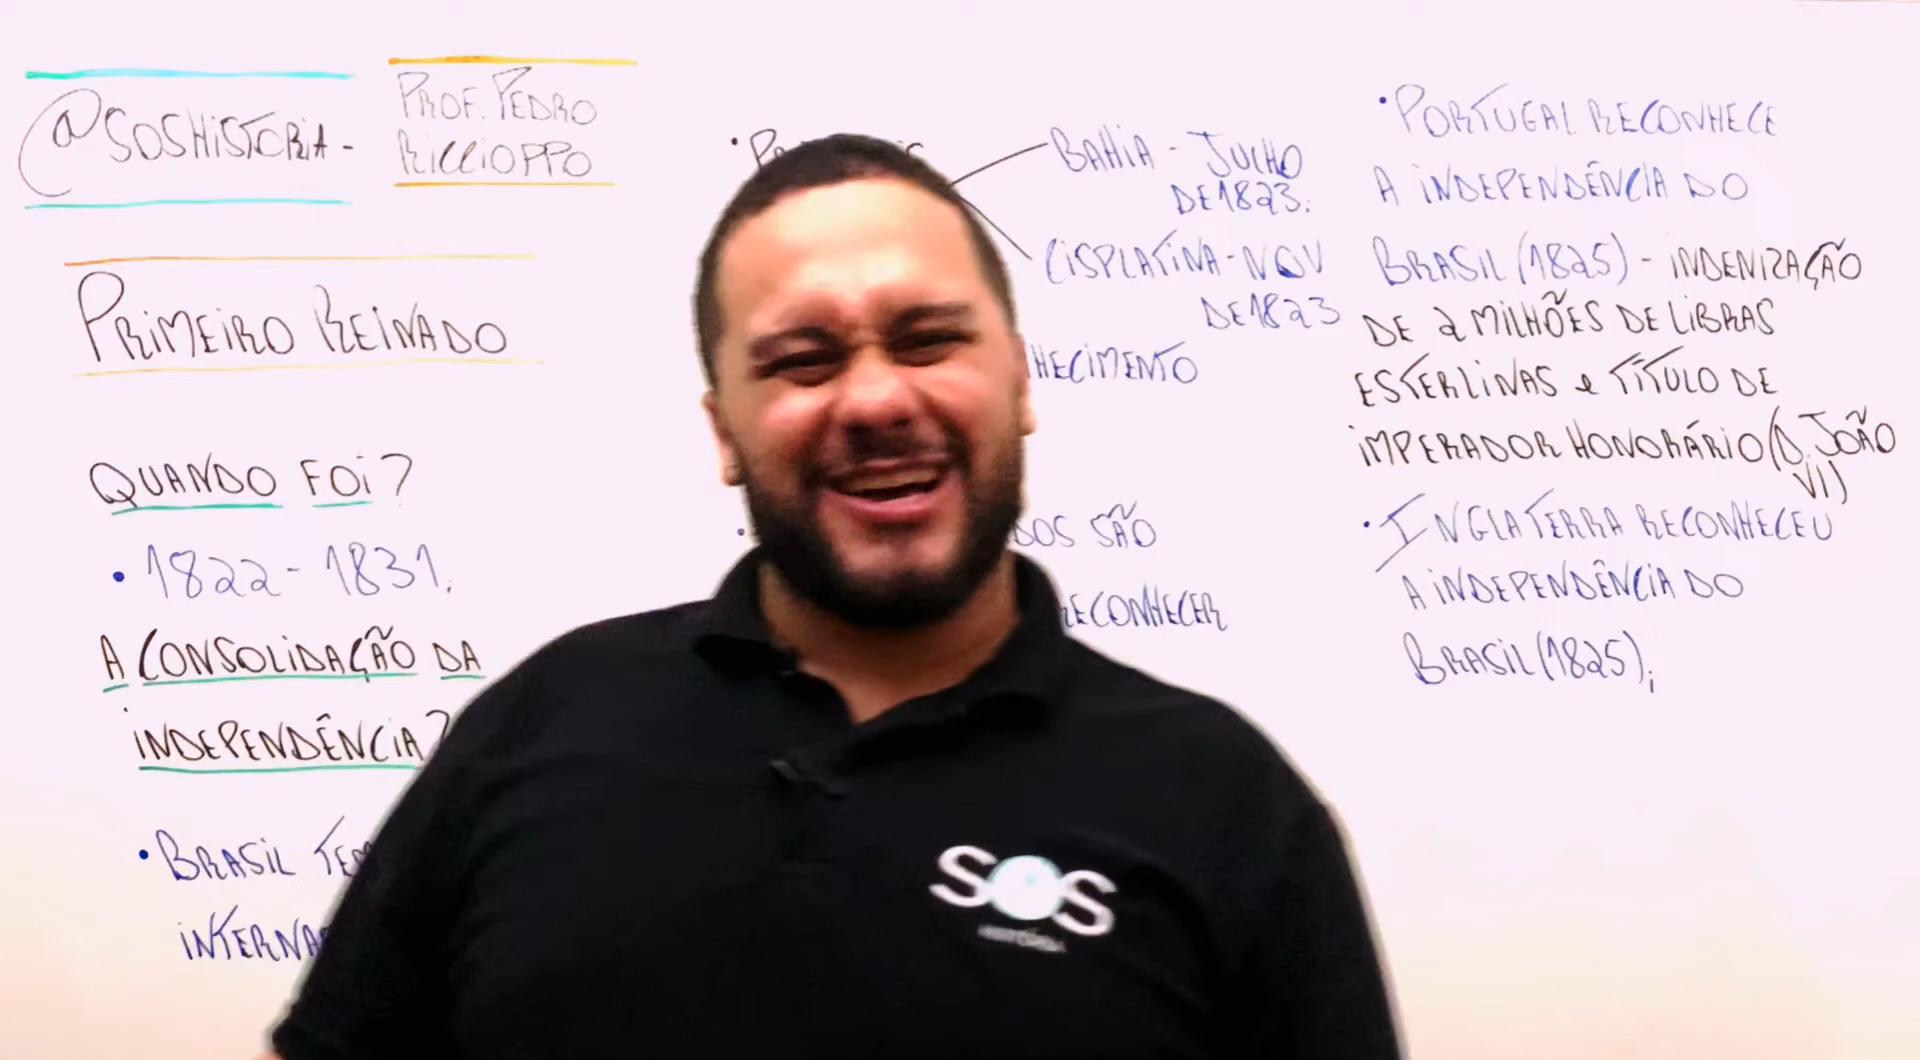 @SOSHISTORIA-
PROF. PEDRO
RICCIOPPO
PRIMEIRO REINADO
QUANDO FOI?
• 1822 - 1831.
A CONSOLIDAÇÃO DA
INDEPENDÊNCIA?
• BRASIL
BAHIA - JULHO
DE 1823.
CISPLATINA - NOV
DE 1823
HECIMENTO
DOS SÃO
RECONHECER
• PORTUGAL RECONHECE
A INDEPENDÊNCIA DO
BRASIL (1825) - INDENIZAÇÃO
DE 2 MILHÕES DE LIBRAS
ESTERLINAS e TÍTULO DE
IMPERADOR HONORÁRIO (D. JOÃO
VI)
• INGLATERRA RECONHECEU
A INDEPENDÊNCIA DO
BRASIL (1825);
SOS
HISTÓRIA